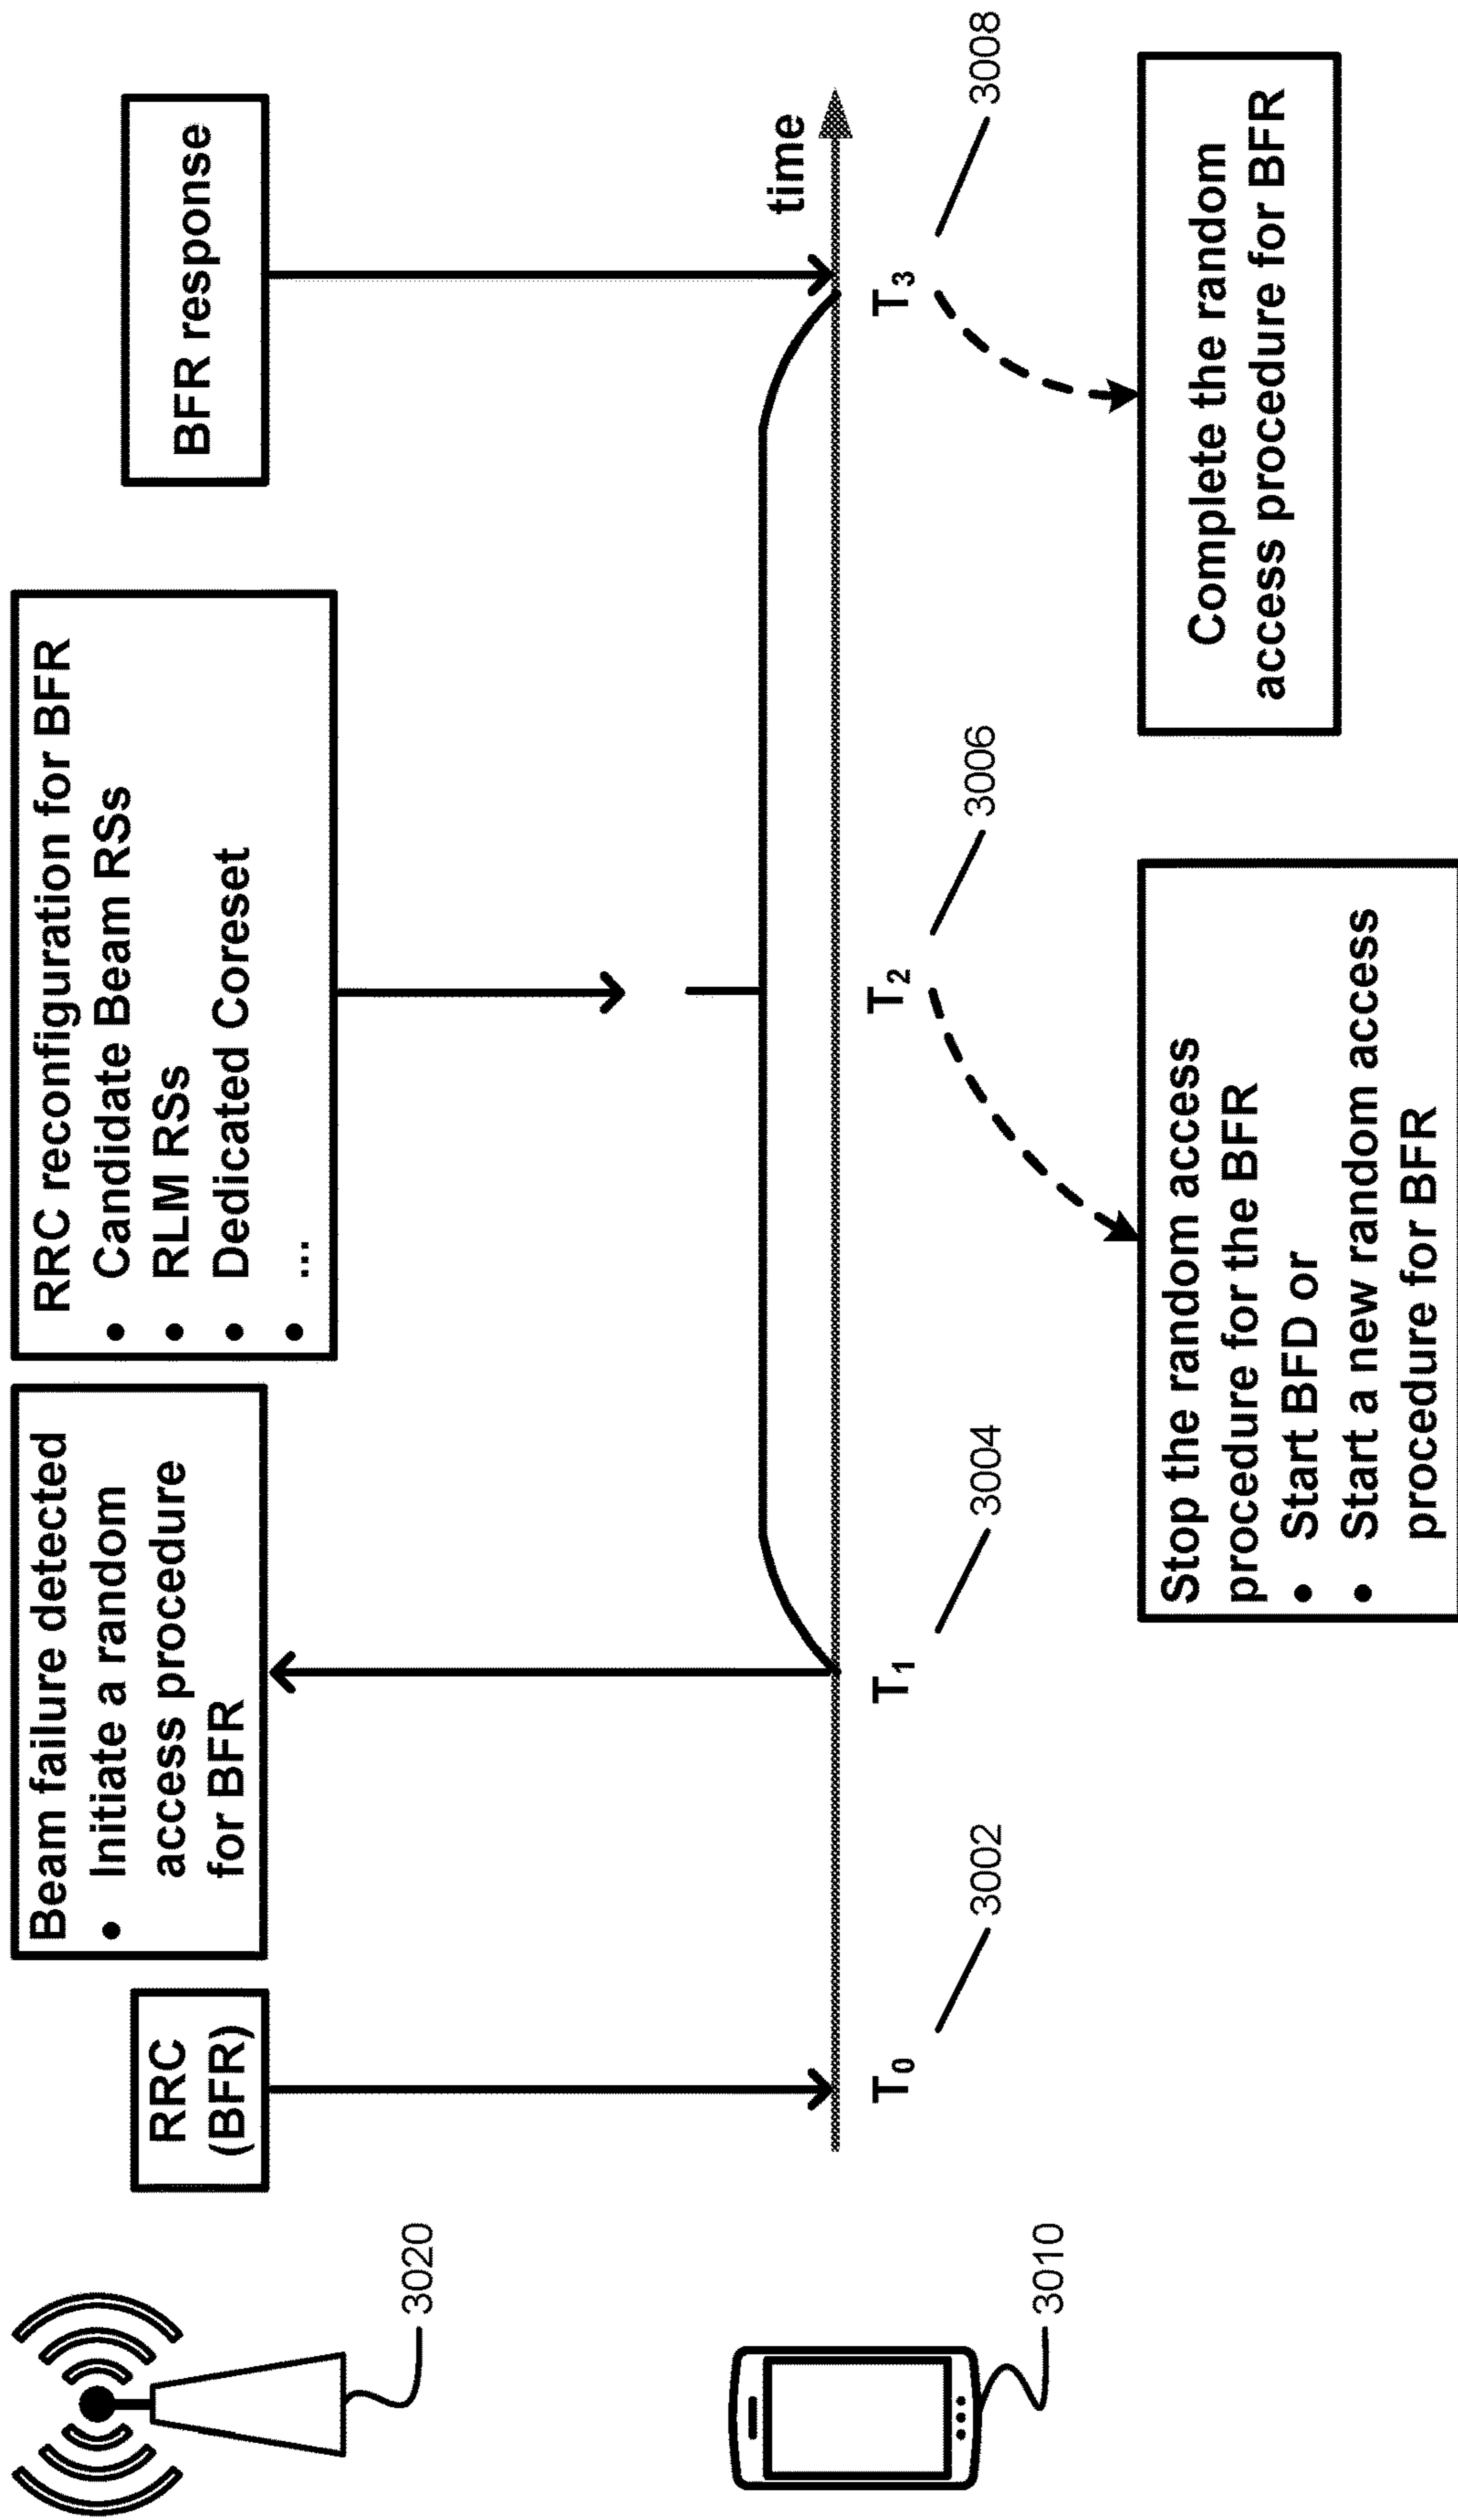 RRC
(BFR)
Beam failure detected
• Initiate a random
access procedure
for BFR
RRC reconfiguration for BFR
• Candidate Beam RSs
• RLM RSs
• Dedicated Coreset
• ...
BFR response
time
T0
T1
T2
T3
3020
3010
3002
3004
3006
3008
Stop the random access
procedure for the BFR
• Start BFD or
• Start a new random access
procedure for BFR
Complete the random
access procedure for BFR